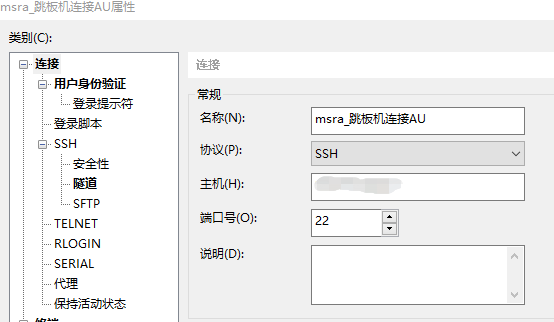 msra_跳板机连接AU属性
类别(C):
连接
用户身份验证
登录提示符
登录脚本
SSH
安全性
隧道
SFTP
TELNET
RLOGIN
SERIAL
代理
保持活动状态
连接
常规
名称(N):
msra_跳板机连接AU
协议(P):
SSH
主机(H):
端口号(O):
22
说明(D):